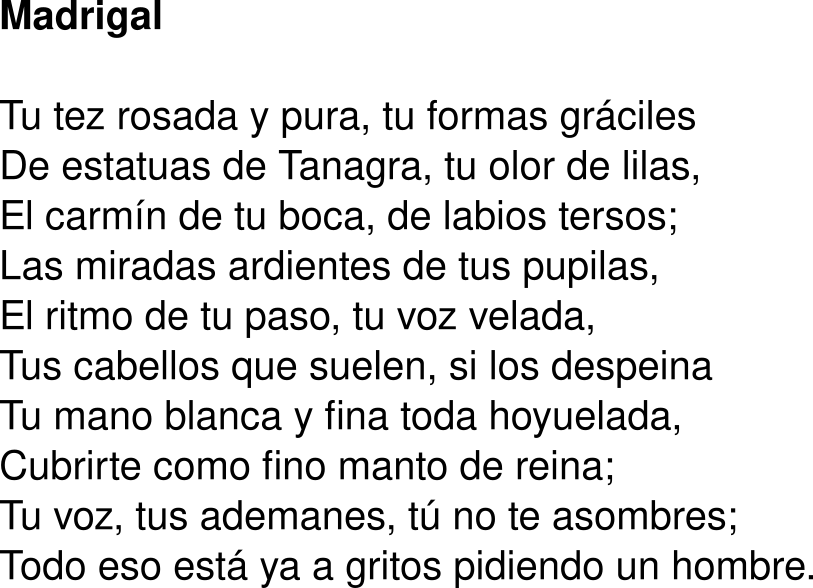 Madrigal
Tu tez rosada y pura, tu formas gráciles
De estatuas de Tanagra, tu olor de lilas,
El carmín de tu boca, de labios tersos;
Las miradas ardientes de tus pupilas,
El ritmo de tu paso, tu voz velada,
Tus cabellos que suelen, si los despeina
Tu mano blanca y fina toda hoyuelada,
Cubrirte como fino manto de reina;
Tu voz, tus ademanes, tú no te asombres;
Todo eso está ya a gritos pidiendo un hombre.